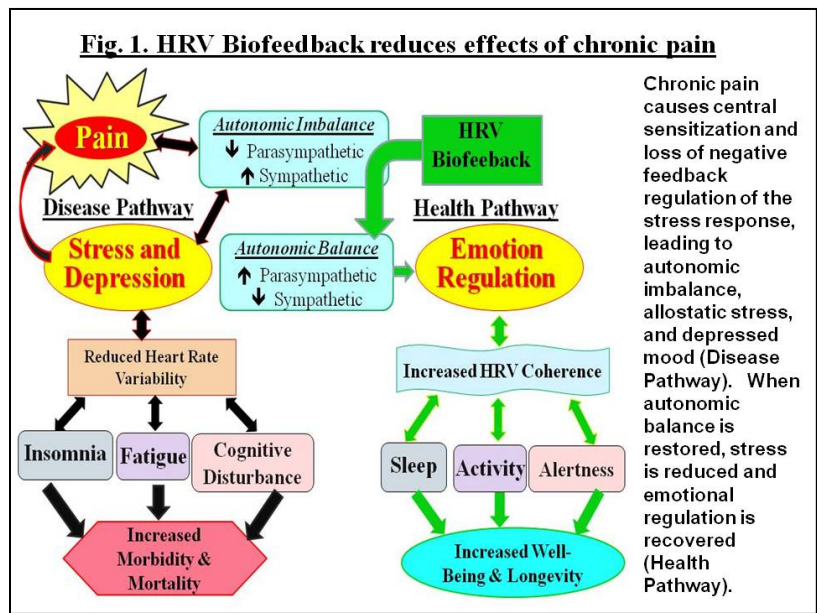 Fig. 1. HRV Biofeedback reduces effects of chronic pain
Pain
Autonomic Imbalance
🡻 Parasympathetic
🡹 Sympathetic
HRV
Biofeeback
Disease Pathway
Health Pathway
Stress and
Depression
Autonomic Balance
🡹 Parasympathetic
🡻 Sympathetic
Emotion
Regulation
Reduced Heart Rate
Variability
Increased HRV Coherence
Insomnia
Fatigue
Cognitive
Disturbance
Sleep
Activity
Alertness
Increased
Morbidity &
Mortality
Increased Well-
Being & Longevity
Chronic pain
causes central
sensitization and
loss of negative
feedback
regulation of the
stress response,
leading to
autonomic
imbalance,
allostatic stress,
and depressed
mood (Disease
Pathway). When
autonomic
balance is
restored, stress
is reduced and
emotional
regulation is
recovered
(Health
Pathway).